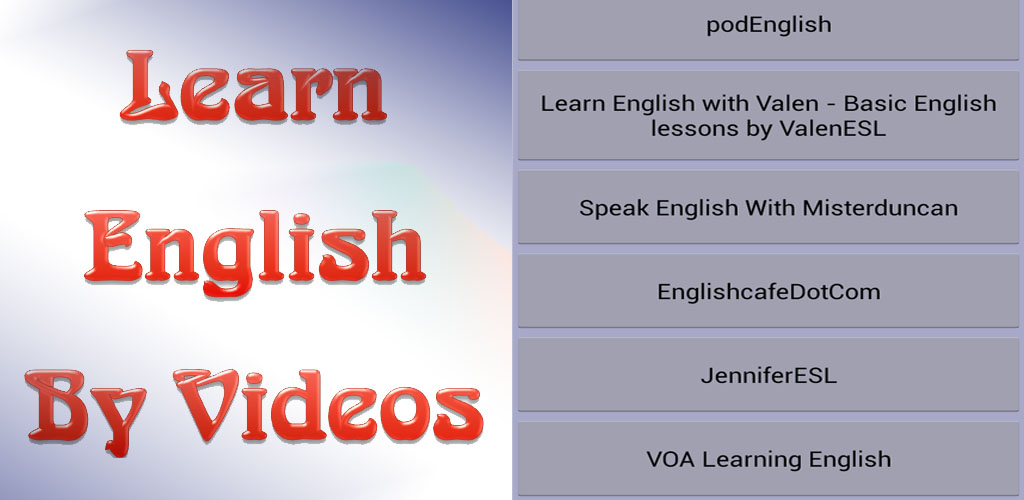 Learn
English
By Videos
podEnglish
Learn English with Valen - Basic English
lessons by ValenESL
Speak English With Misterduncan
EnglishcafeDotCom
JenniferESL
VOA Learning English